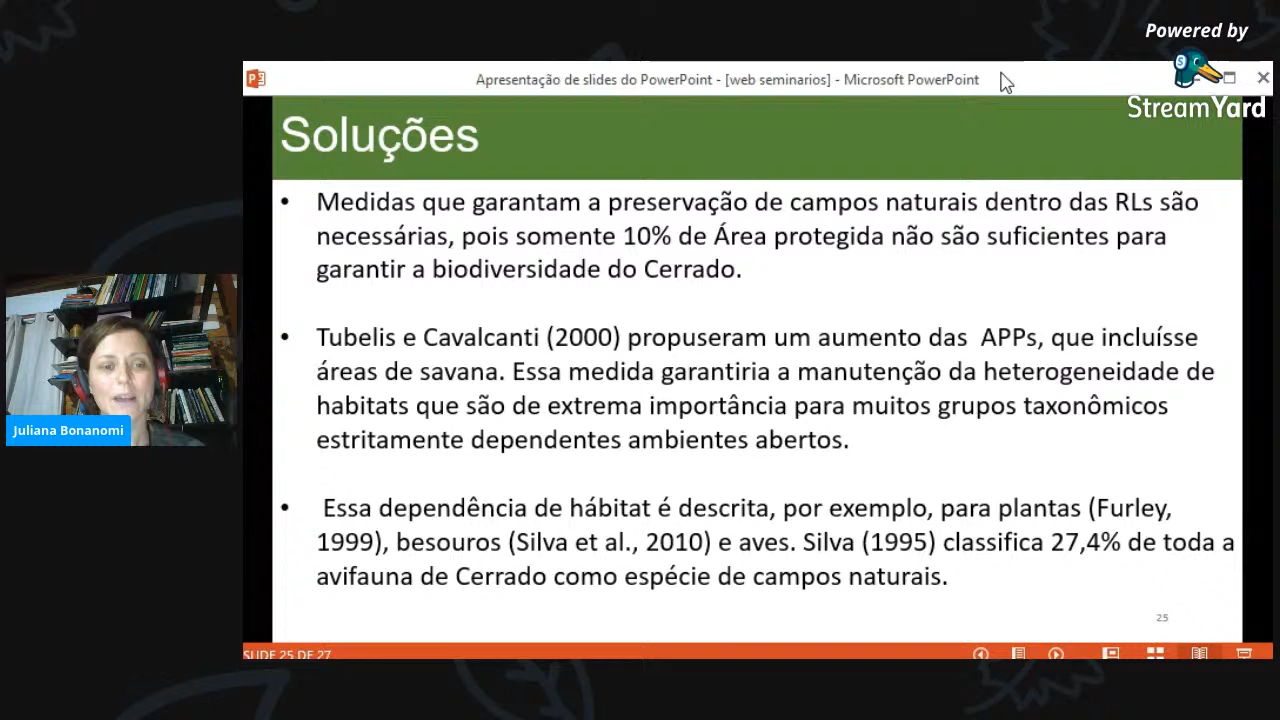 Powered by
StreamYard
Apresentação de slides do PowerPoint - [web seminarios] - Microsoft PowerPoint
Soluções
• Medidas que garantam a preservação de campos naturais dentro das RLs são
necessárias, pois somente 10% de Área protegida não são suficientes para
garantir a biodiversidade do Cerrado.
• Tubelis e Cavalcanti (2000) propuseram um aumento das  APPs, que incluísse
áreas de savana. Essa medida garantiria a manutenção da heterogeneidade de
habitats que são de extrema importância para muitos grupos taxonômicos
estritamente dependentes ambientes abertos.
• Essa dependência de hábitat é descrita, por exemplo, para plantas (Furley,
1999), besouros (Silva et al., 2010) e aves. Silva (1995) classifica 27,4% de toda a
avifauna de Cerrado como espécie de campos naturais.
25
SLIDE 25 DE 27
Juliana Bonanomi